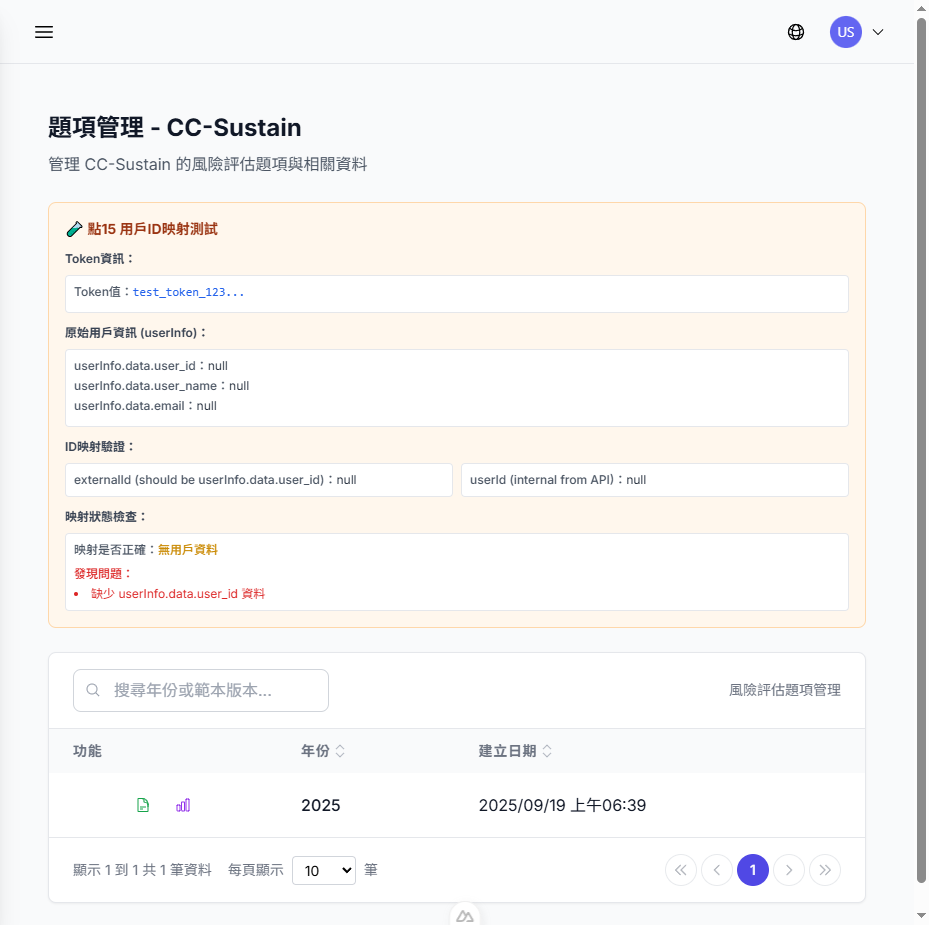 US
題項管理 - CC-Sustain
管理 CC-Sustain 的風險評估題項與相關資料
點15 用戶ID映射測試
Token資訊：
Token值：test_token_123...
原始用戶資訊 (userInfo)：
userInfo.data.user_id：null
userInfo.data.user_name：null
userInfo.data.email：null
ID映射驗證：
externalId (should be userInfo.data.user_id)：null
userId (internal from API)：null
映射狀態檢查：
映射是否正確：無用戶資料
發現問題：
缺少 userInfo.data.user_id 資料
搜尋年份或範本版本...
風險評估題項管理
功能 年份 建立日期
2025 2025/09/19 上午06:39
顯示 1 到 1 共 1 筆資料 每頁顯示 10 筆 1